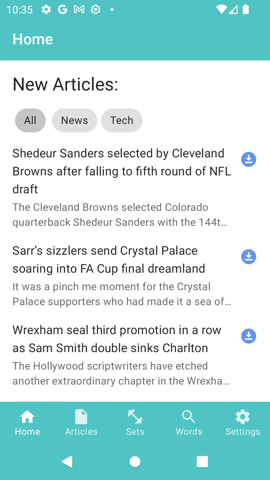 10:35
Home
New Articles:
All News Tech
Shedeur Sanders selected by Cleveland
Browns after falling to fifth round of NFL
draft
The Cleveland Browns selected Colorado
quarterback Shedeur Sanders with the 144t...
Sarr's sizzlers send Crystal Palace
soaring into FA Cup final dreamland
It was a pinch me moment for the Crystal
Palace supporters who had made it a sea of...
Wrexham seal third promotion in a row
as Sam Smith double sinks Charlton
The Hollywood scriptwriters have etched
another extraordinary chapter in the Wrexha...
Home Articles Sets Words Settings